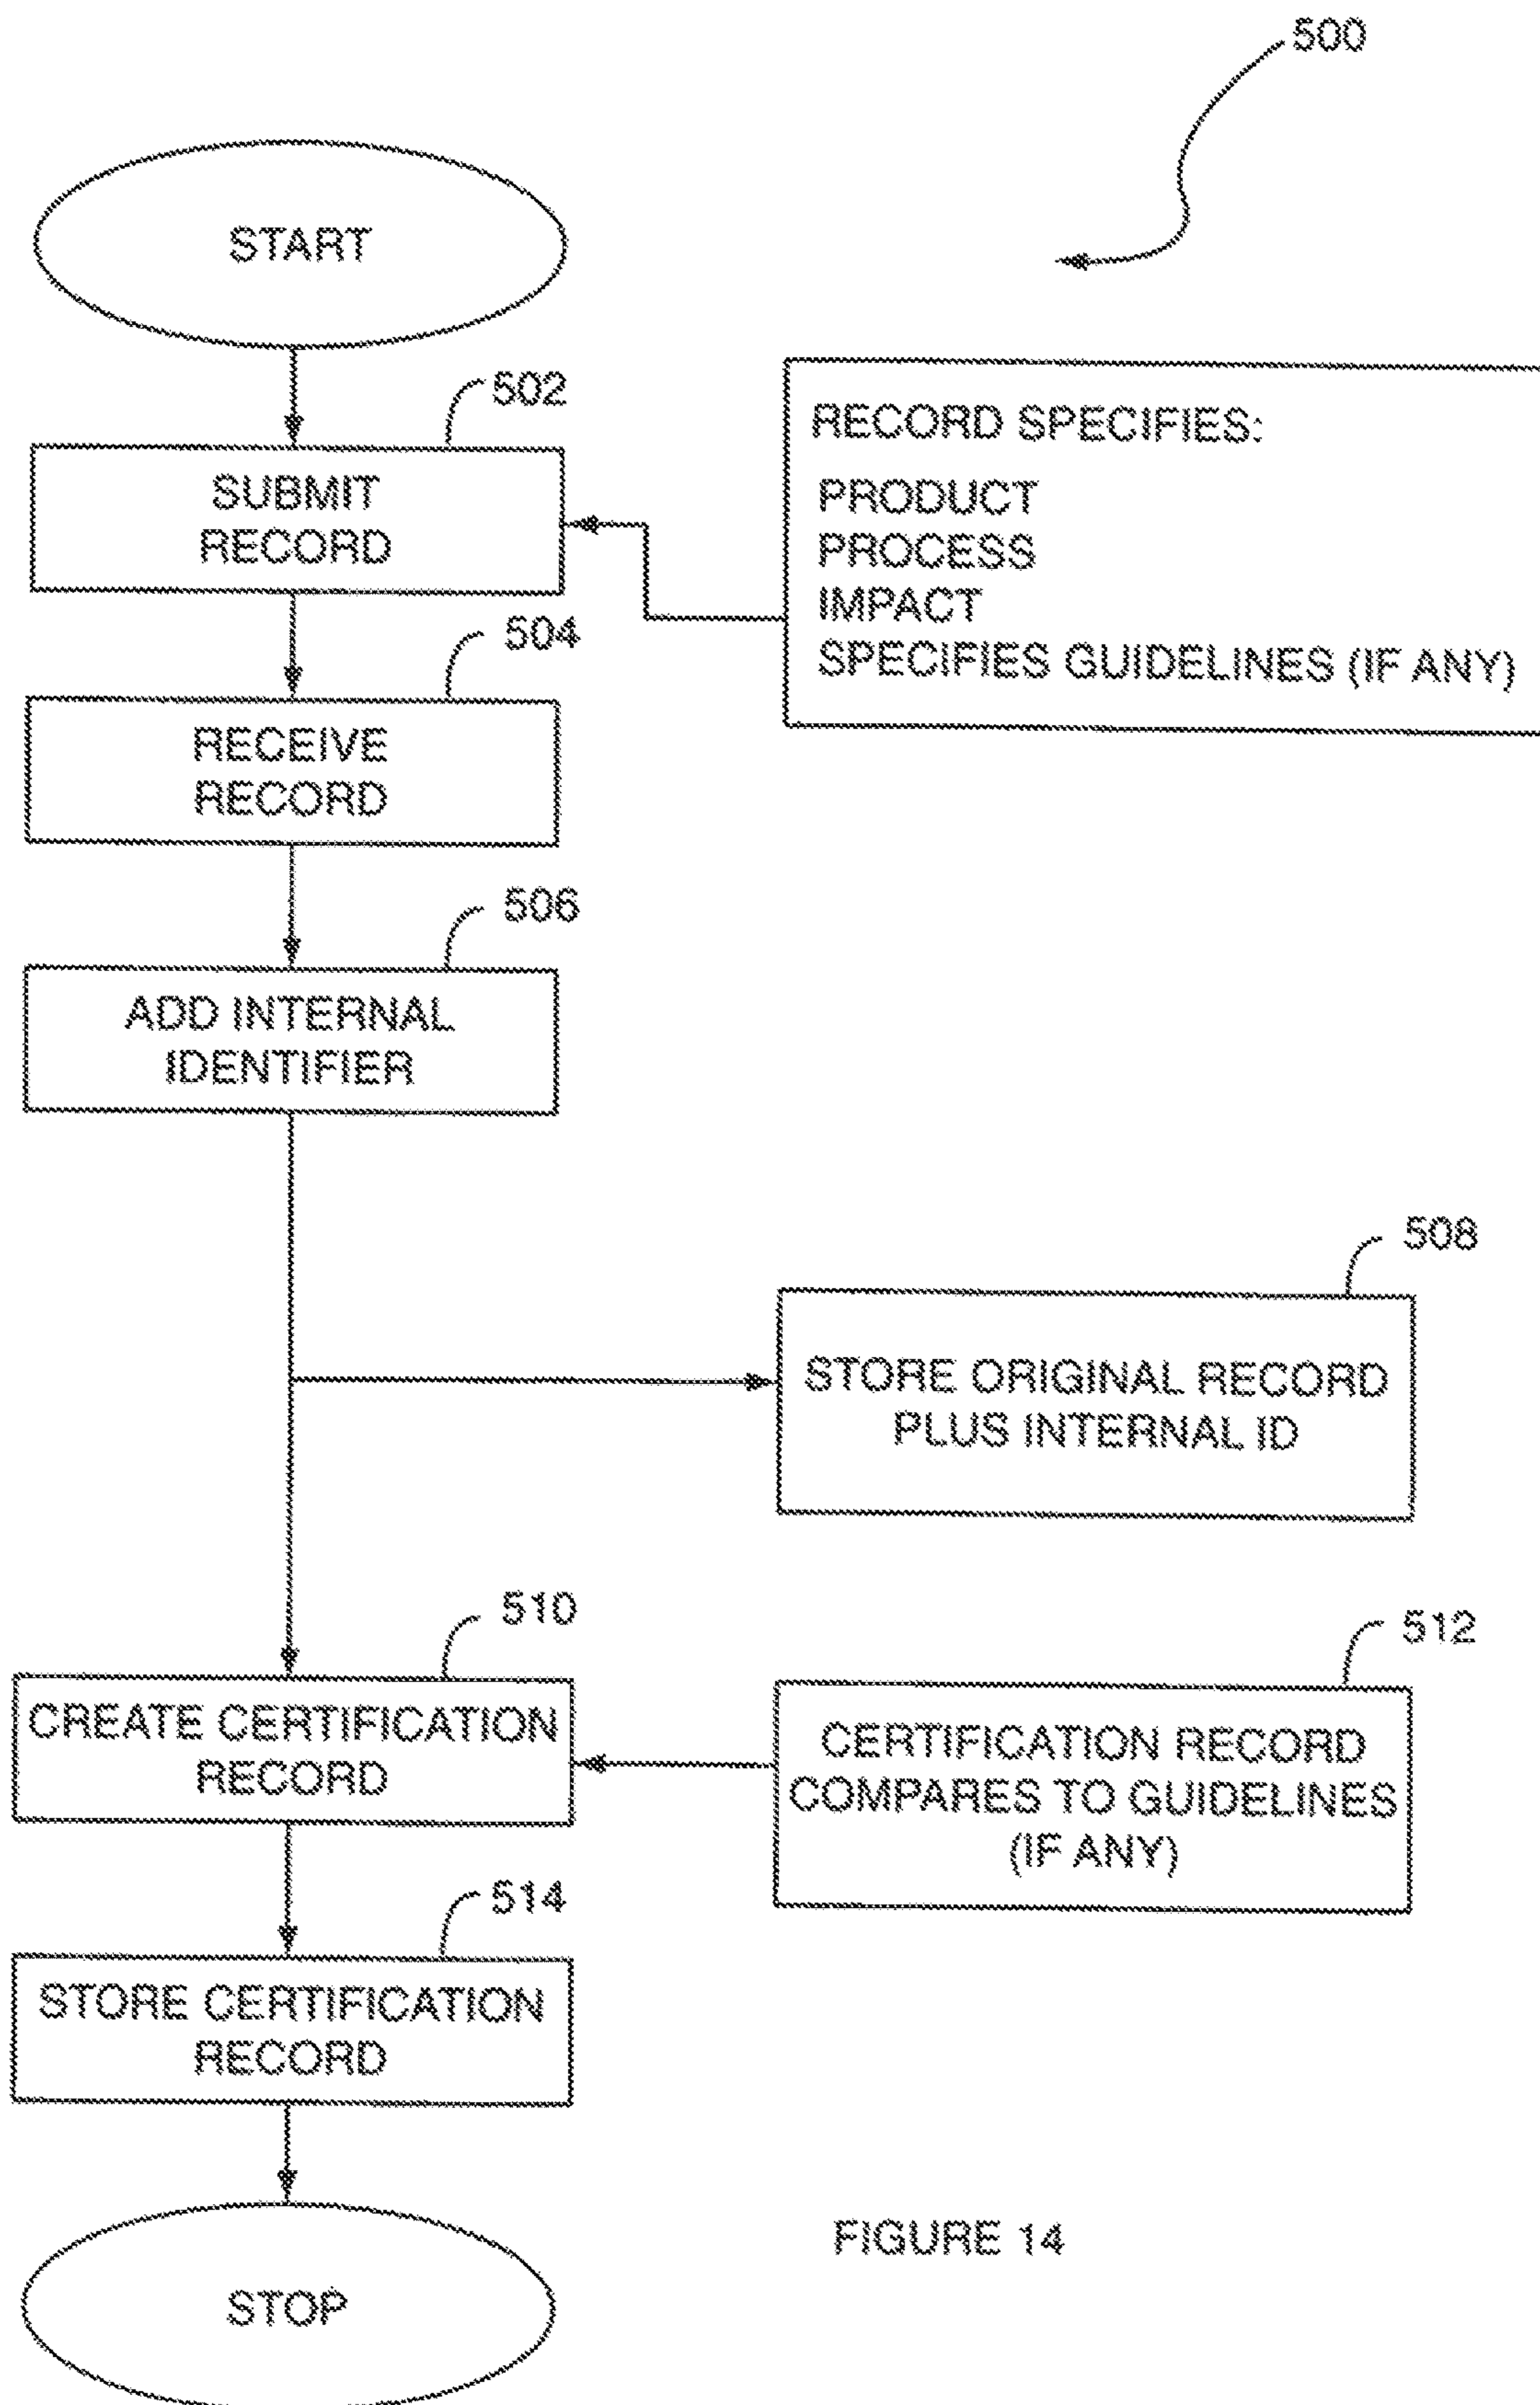 500
START
502
SUBMIT
RECORD
RECORD SPECIFIES:
PRODUCT
PROCESS
IMPACT
SPECIFIES GUIDELINES (IF ANY)
504
RECEIVE
RECORD
506
ADD INTERNAL
IDENTIFIER
508
STORE ORIGINAL RECORD
PLUS INTERNAL ID
510
CREATE CERTIFICATION
RECORD
512
CERTIFICATION RECORD
COMPARES TO GUIDELINES
(IF ANY)
514
STORE CERTIFICATION
RECORD
STOP
FIGURE 14